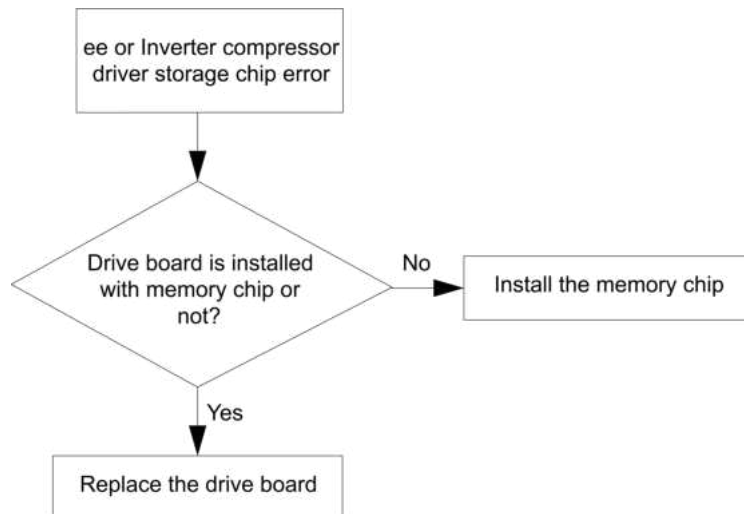 ee or Inverter compressor
driver storage chip error
Drive board is installed
with memory chip or
not?
No
Install the memory chip
Yes
Replace the drive board